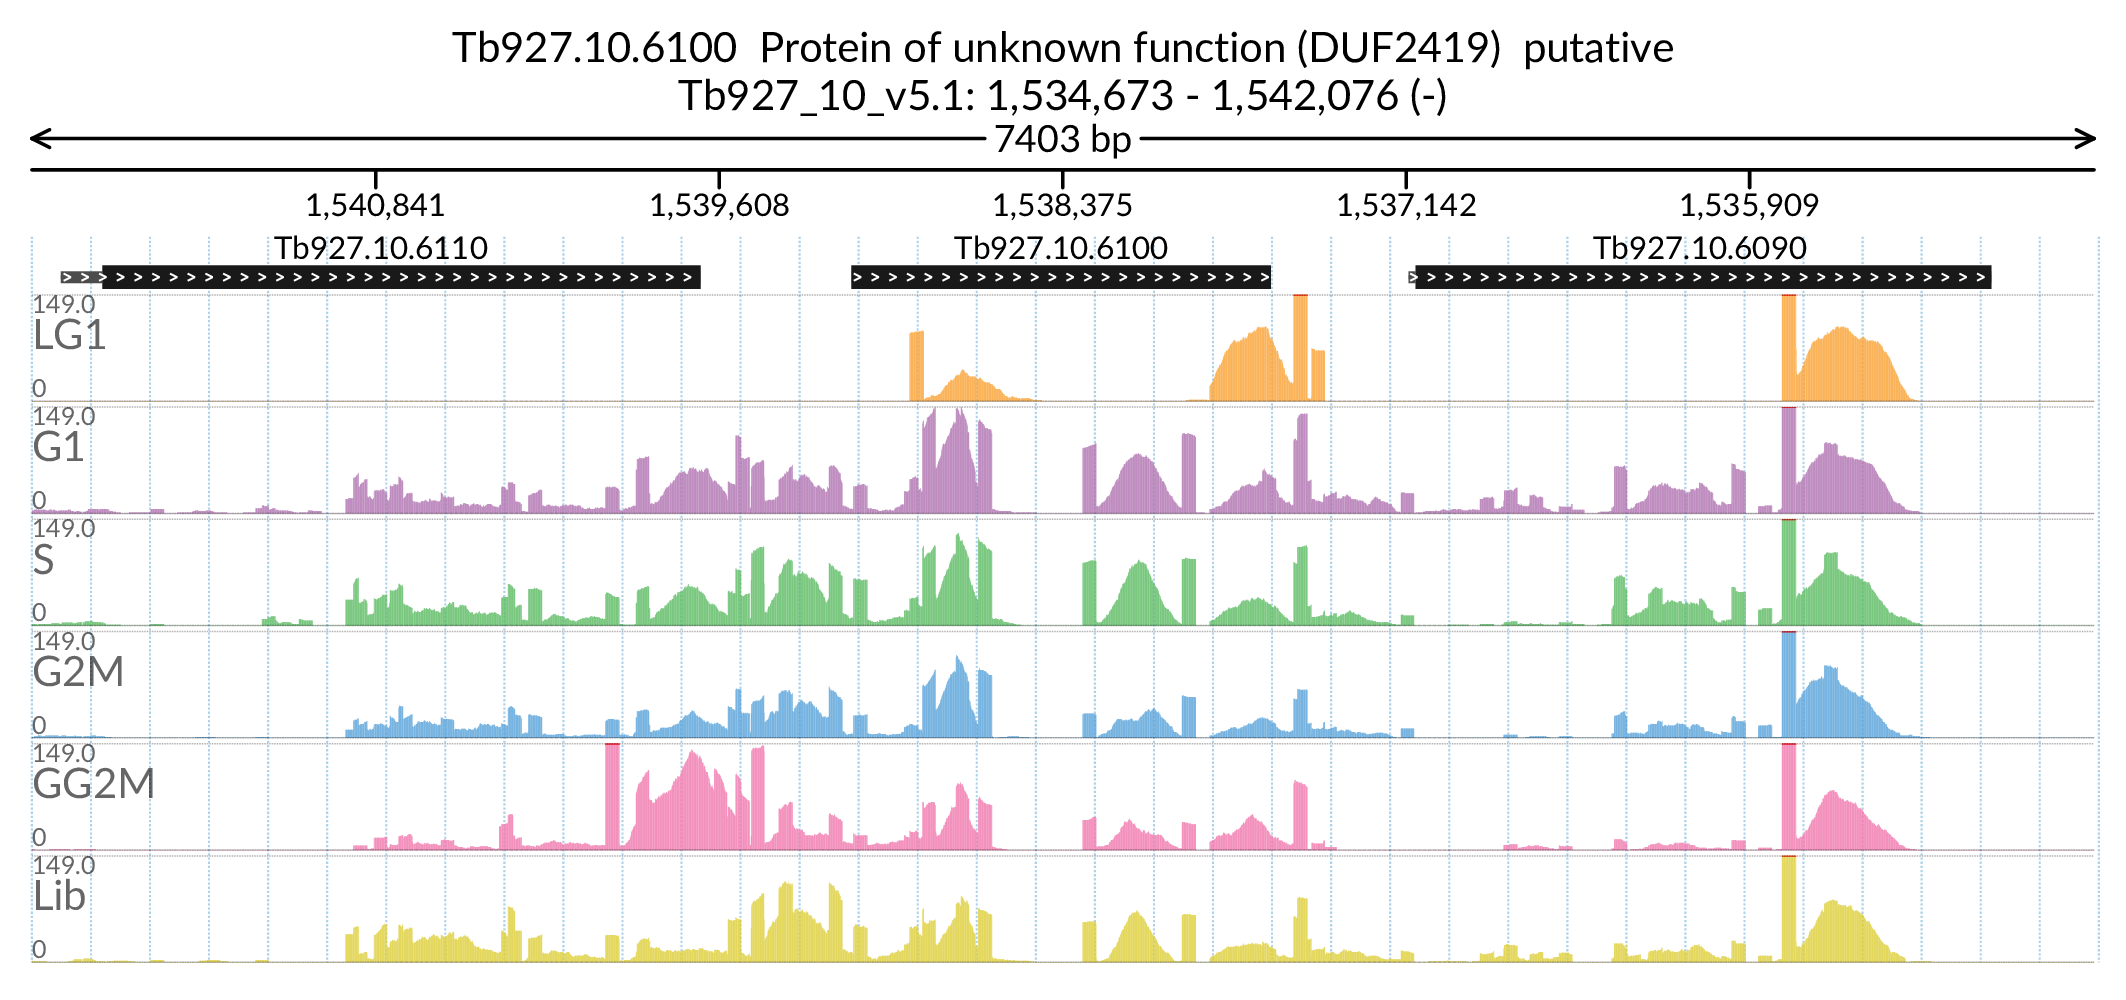 Tb927.10.6100 Protein of unknown function (DUF2419) putative
Tb927_10_v5.1: 1,534,673 - 1,542,076 (-)
7403 bp
1,540,841 1,539,608 1,538,375 1,537,142 1,535,909
Tb927.10.6110 Tb927.10.6100 Tb927.10.6090
149.0
LG1
0
149.0
G1
0
149.0
S
0
149.0
G2M
0
149.0
GG2M
0
149.0
Lib
0